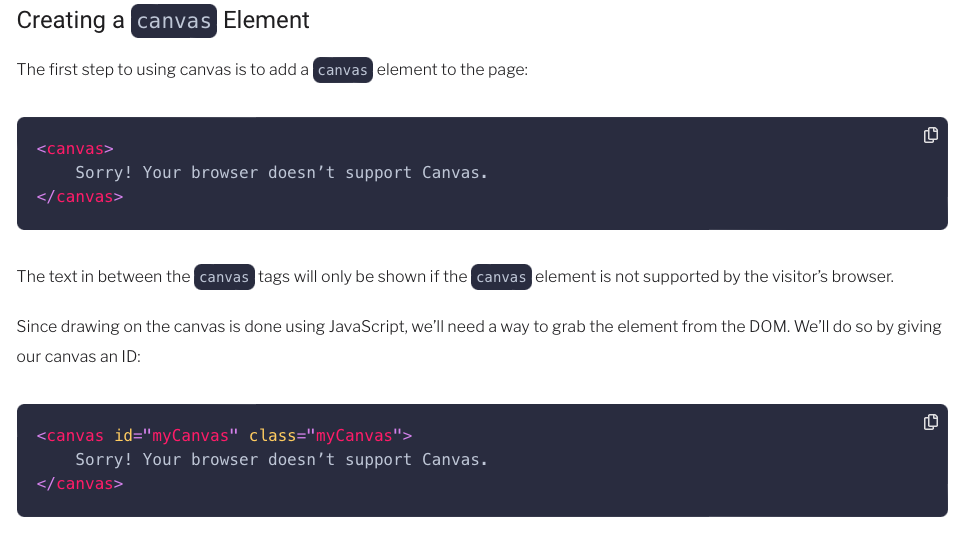 Creating a canvas Element
The first step to using canvas is to add a canvas element to the page:
<canvas>
    Sorry! Your browser doesn’t support Canvas.
</canvas>
The text in between the canvas tags will only be shown if the canvas element is not supported by the visitor’s browser.
Since drawing on the canvas is done using JavaScript, we’ll need a way to grab the element from the DOM. We’ll do so by giving
our canvas an ID:
<canvas id="myCanvas" class="myCanvas">
    Sorry! Your browser doesn’t support Canvas.
</canvas>